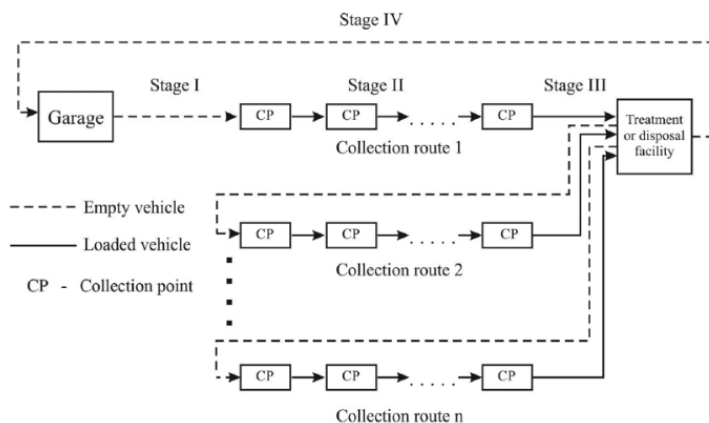 Stage IV
Stage I
Stage II
Stage III
Garage
CP
CP
. . . . .
CP
Treatment
or disposal
facility
Collection route 1
Empty vehicle
Loaded vehicle
CP - Collection point
CP
CP
. . . . .
CP
Collection route 2
CP
CP
. . . . .
CP
Collection route n